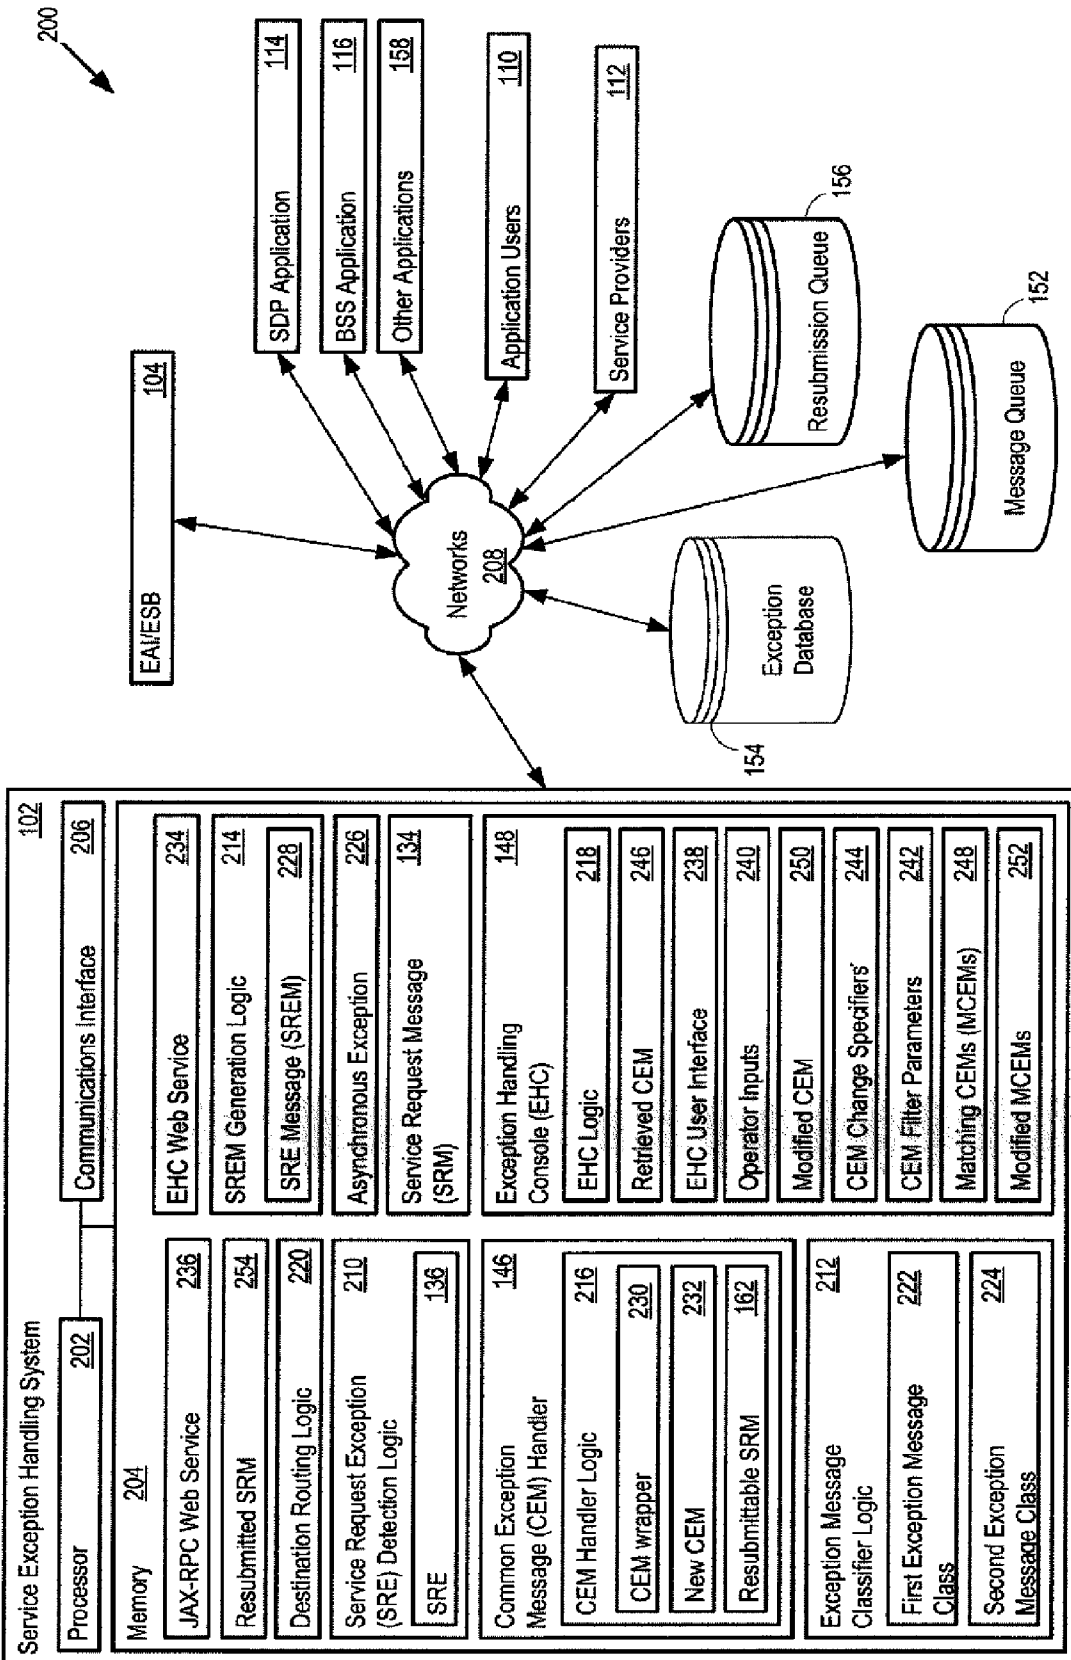 200
Service Exception Handling System 102
Processor 202
Communications Interface 206
Memory 204
JAX-RPC Web Service 236
Resubmitted SRM 254
Destination Routing Logic 220
Service Request Exception 210
(SRE) Detection Logic
SRE 136
Common Exception 146
Message (CEM) Handler
CEM Handler Logic 216
CEM wrapper 230
New CEM 232
Resubmittable SRM 162
Exception Message 212
Classifier Logic
First Exception Message 222
Class
Second Exception 224
Message Class
EHC Web Service 234
SREM Generation Logic 214
SRE Message (SREM) 228
Asynchronous Exception 226
Service Request Message 134
(SRM)
Exception Handling 148
Console (EHC)
EHC Logic 218
Retrieved CEM 246
EHC User Interface 238
Operator Inputs 240
Modified CEM 250
CEM Change Specifiers 244
CEM Filter Parameters 242
Matching CEMs (MCEMs) 248
Modified MCEMs 252
EAI/ESB 104
Networks
208
SDP Application 114
BSS Application 116
Other Applications 158
Application Users 110
Service Providers 112
Exception
Database
154
Resubmission Queue
156
Message Queue
152